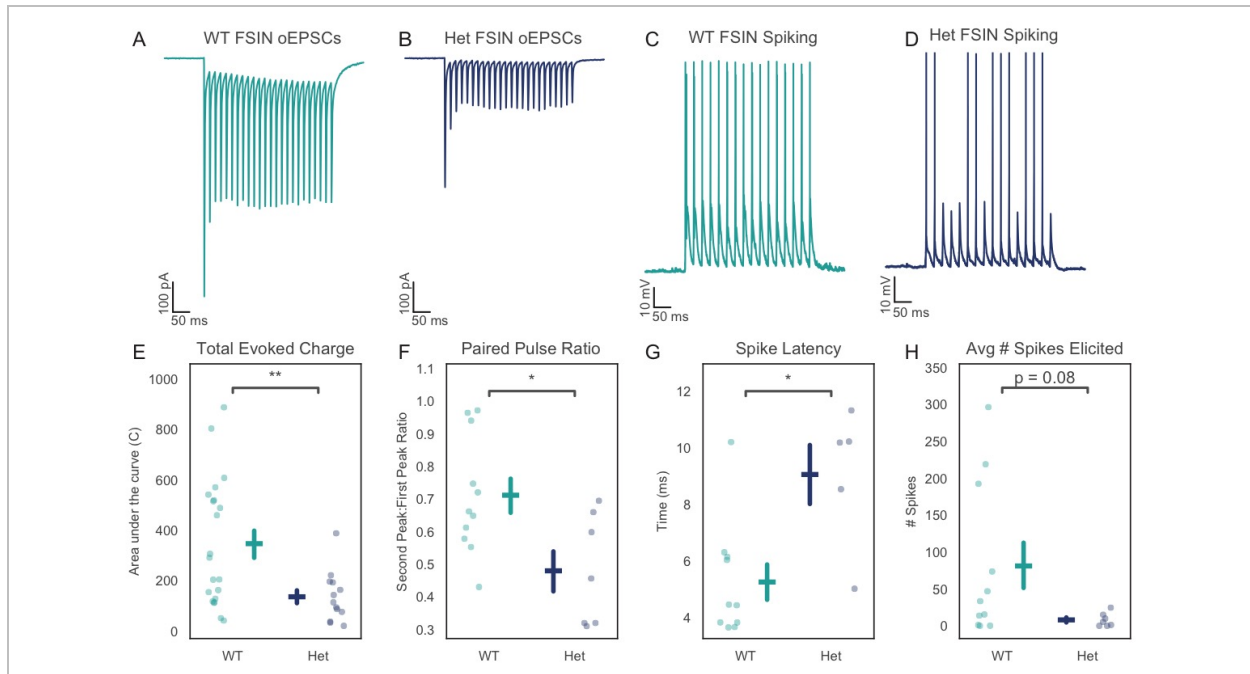 A
WT FSIN oEPSCs
B
Het FSIN oEPSCs
C
WT FSIN Spiking
D
Het FSIN Spiking
100 pA
50 ms
100 pA
50 ms
10 mV
50 ms
10 mV
50 ms
E
Total Evoked Charge
Area under the curve (C)
1000
800
600
400
200
0
**
WT
Het
F
Paired Pulse Ratio
Second Peak:First Peak Ratio
1.1
1.0
0.9
0.8
0.7
0.6
0.5
0.4
0.3
*
WT
Het
G
Spike Latency
Time (ms)
12
10
8
6
4
*
WT
Het
H
Avg # Spikes Elicited
# Spikes
350
300
250
200
150
100
50
0
p = 0.08
WT
Het